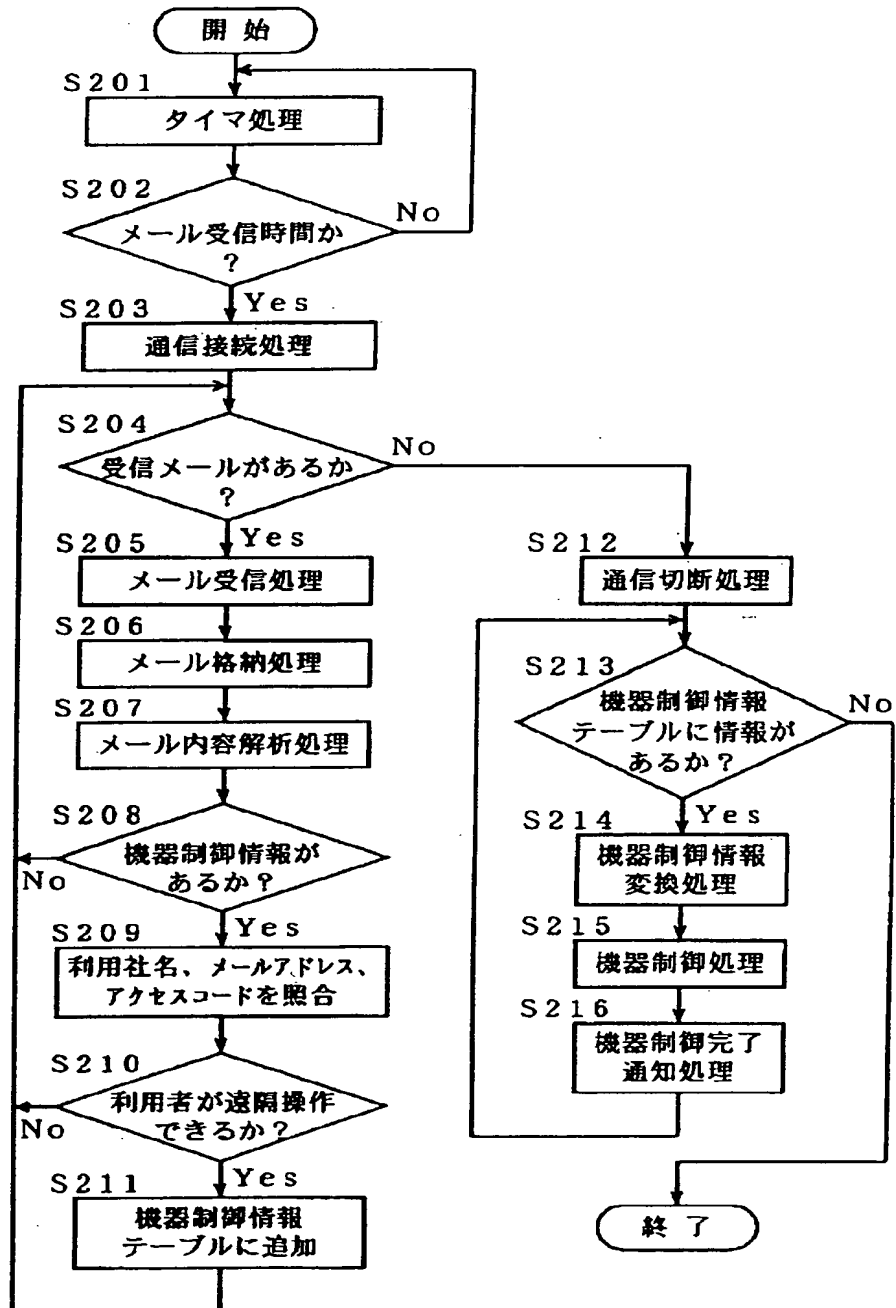 開始
S201
タイマ処理
S202
メール受信時間か
?
No
Yes
S203
通信接続処理
S204
受信メールがあるか
?
No
Yes
S205
メール受信処理
S206
メール格納処理
S207
メール内容解析処理
S208
機器制御情報が
あるか?
No
Yes
S209
利用社名、メールアドレス、
アクセスコードを照合
S210
利用者が遠隔操作
できるか?
No
Yes
S211
機器制御情報
テーブルに追加
S212
通信切断処理
S213
機器制御情報
テーブルに情報が
あるか?
No
Yes
S214
機器制御情報
変換処理
S215
機器制御処理
S216
機器制御完了
通知処理
終了